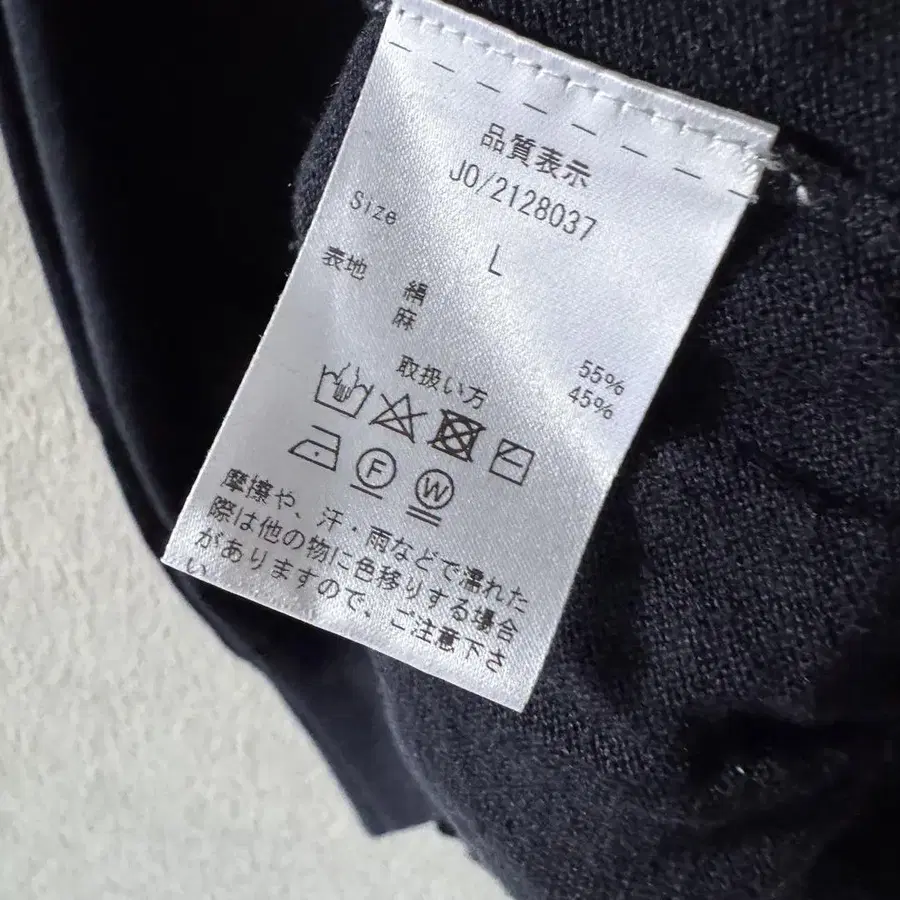 品質表示
JO/2128037
Size L
表地 絹 55%
麻 45%
取扱い方
F W
摩擦や、汗・雨などで濡れた
際は他の物に色移りする場合
がありますので、ご注意下さ
い